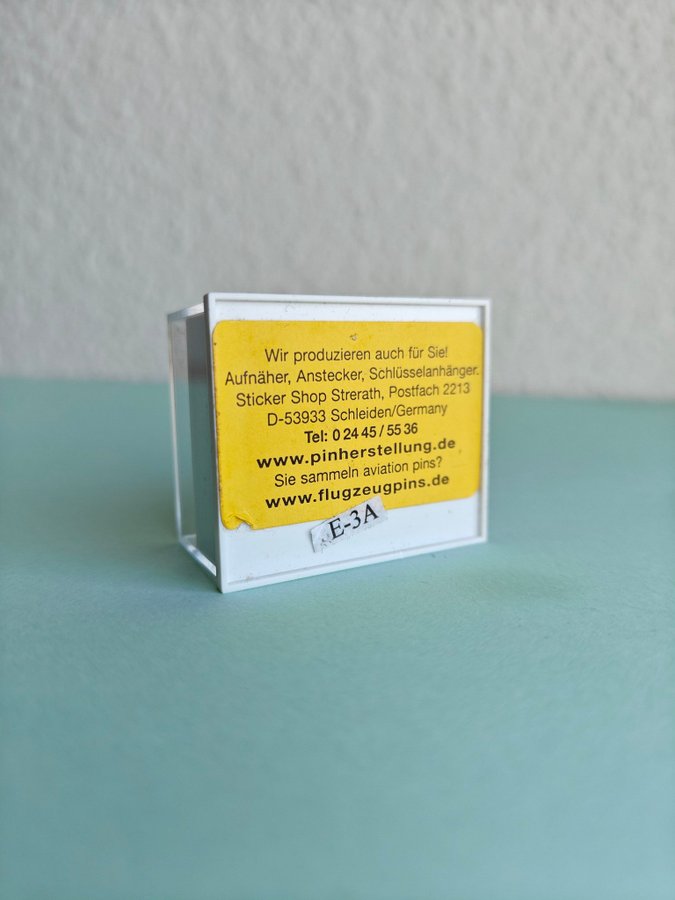 Wir produzieren auch für Sie!
Aufnäher, Anstecker, Schlüsselanhänger.
Sticker Shop Strerath, Postfach 2213
D-53933 Schleiden/Germany
Tel: 0 24 45 / 55 36
www.pinherstellung.de
Sie sammeln aviation pins?
www.flugzeugpins.de
E-3A